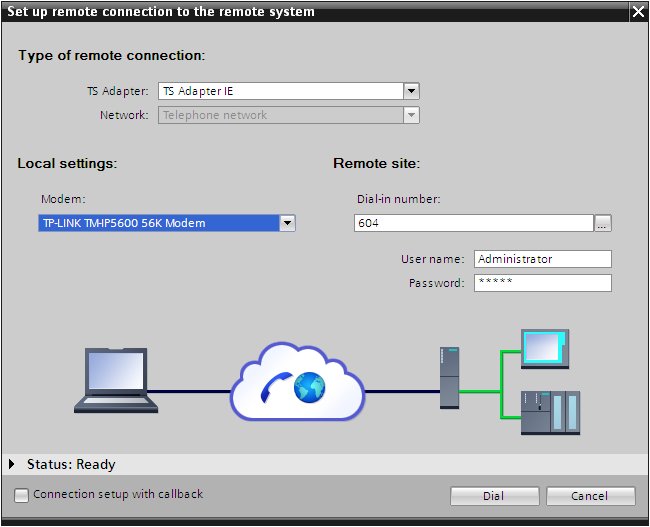 Set up remote connection to the remote system
Type of remote connection:
TS Adapter: TS Adapter IE
Network: Telephone network
Local settings:
Remote site:
Modem:
Dial-in number:
TP-LINK TM-IP5600 56K Modem
604 ...
User name: Administrator
Password: *****
Status: Ready
Connection setup with callback
Dial
Cancel